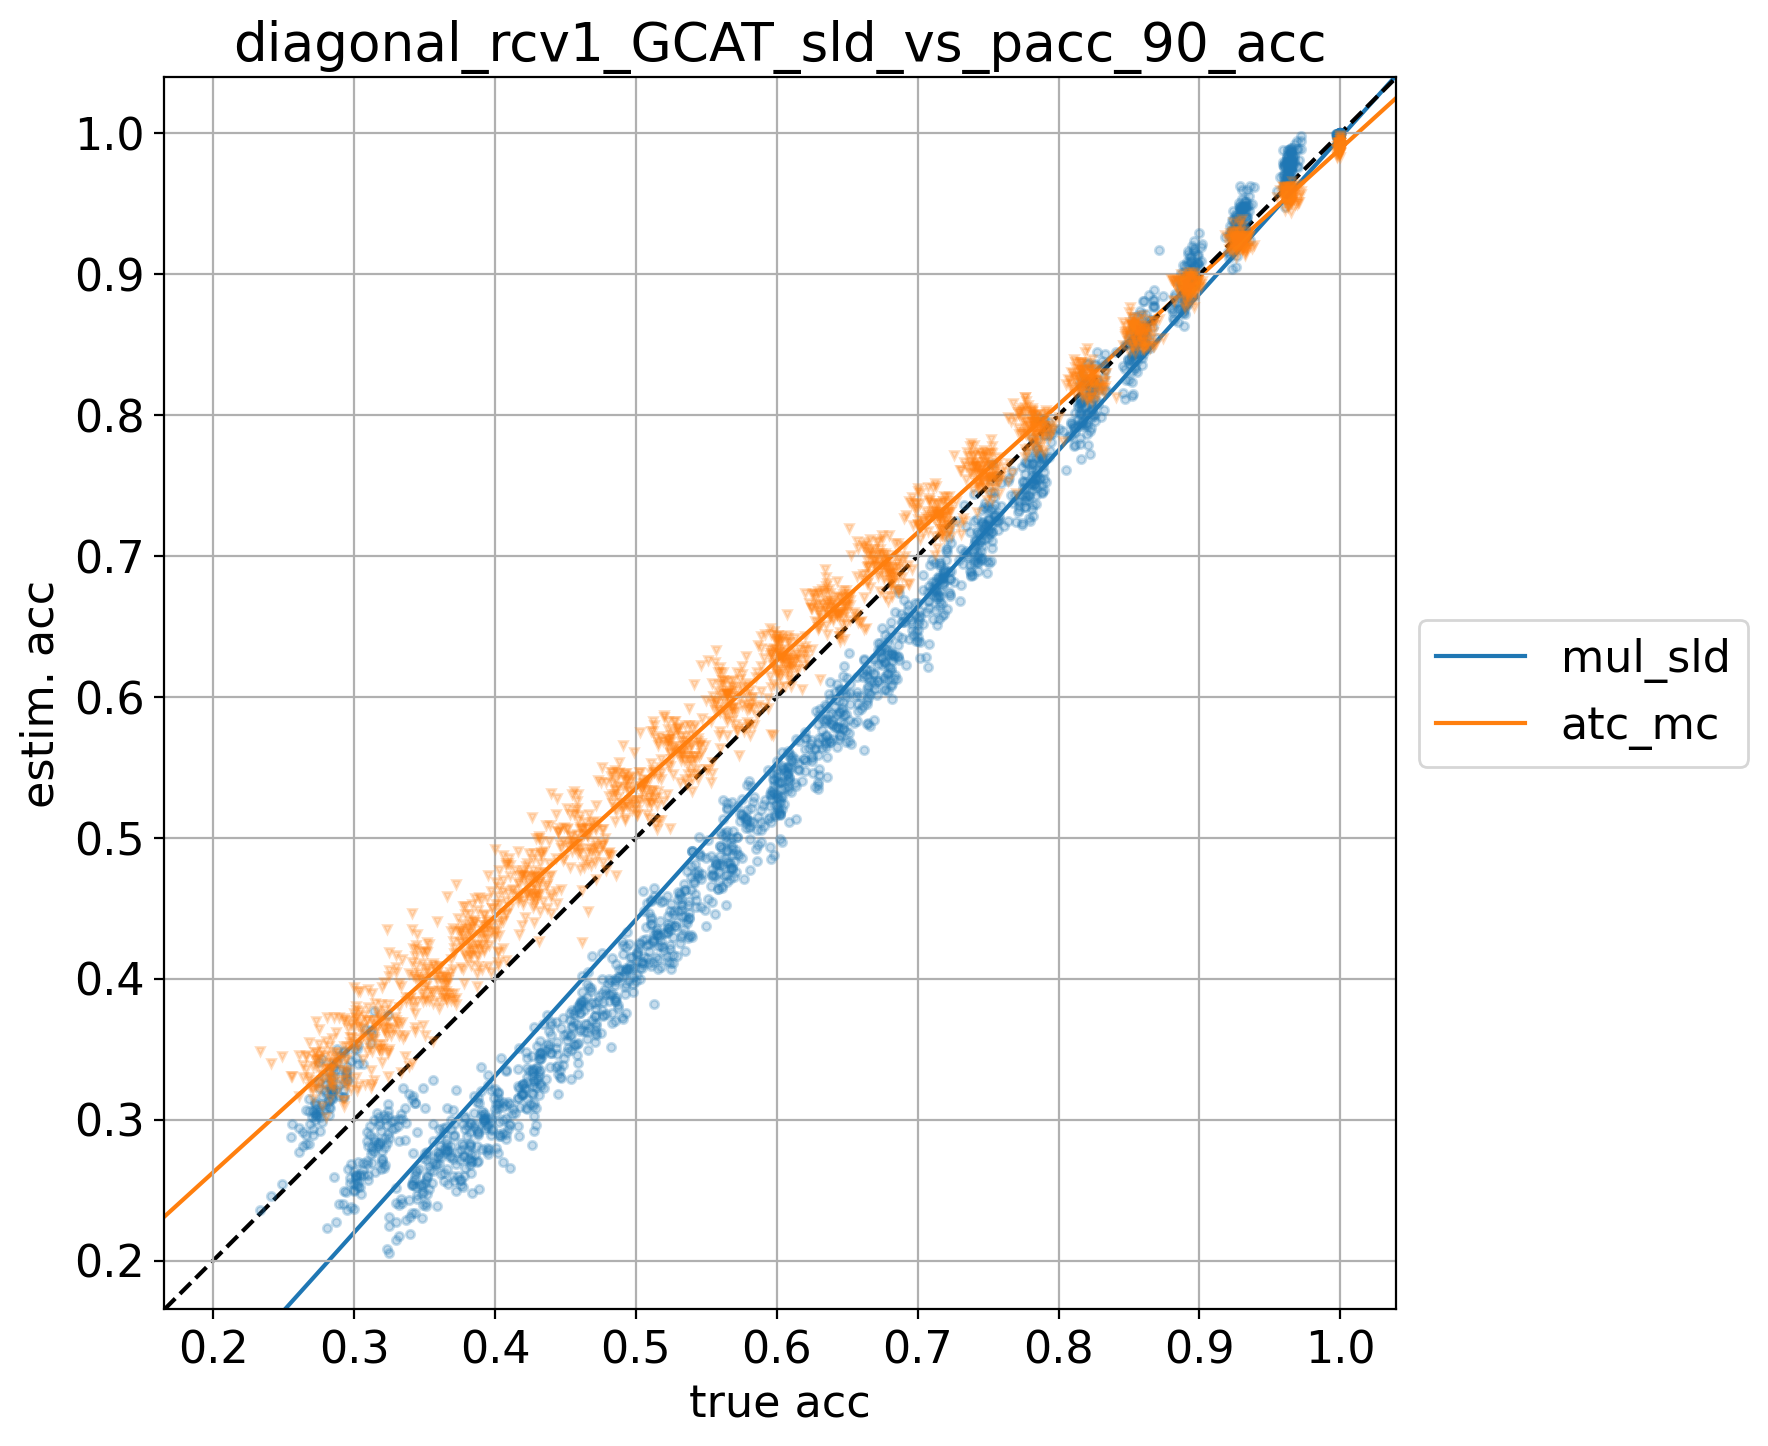 diagonal_rcv1_GCAT_sld_vs_pacc_90_acc
1.0
0.9
0.8
0.7
0.6
0.5
0.4
0.3
0.2
estim. acc
0.2 0.3 0.4 0.5 0.6 0.7 0.8 0.9 1.0
true acc
mul_sld
atc_mc